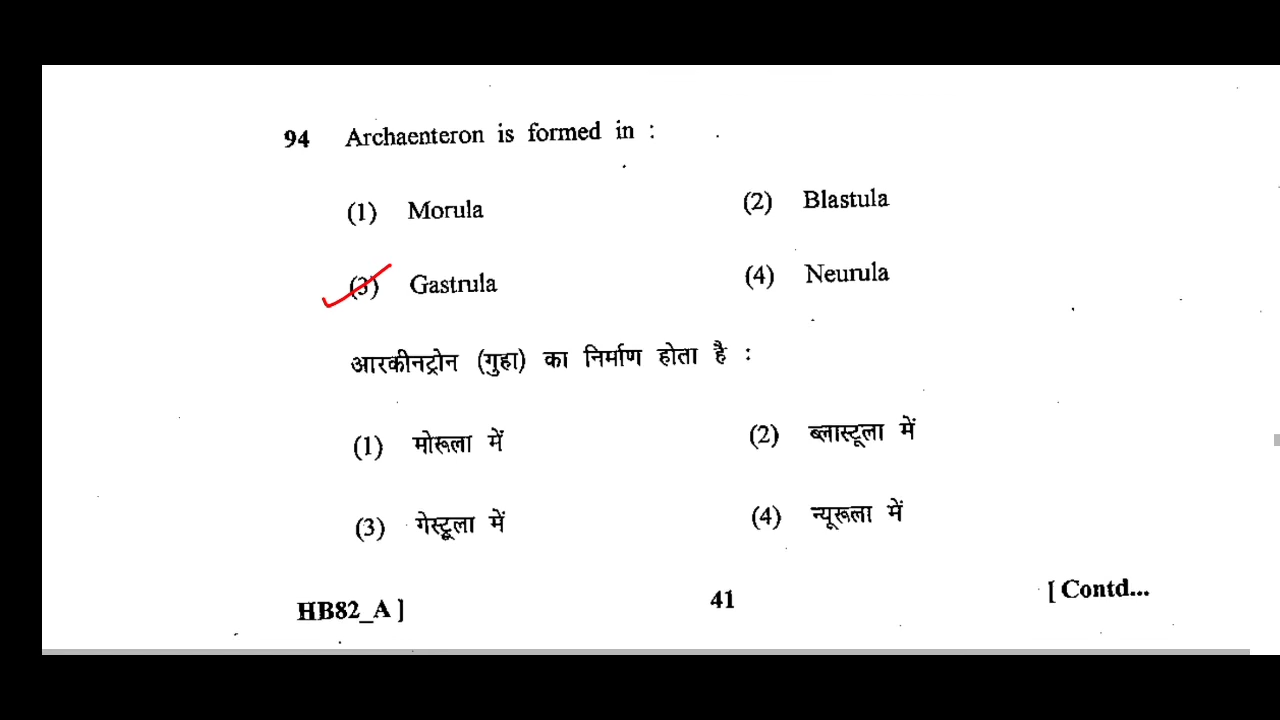 94 Archaenteron is formed in :
(1) Morula (2) Blastula
(3) Gastrula (4) Neurula
आरकीनट्रोन (गुहा) का निर्माण होता है :
(1) मोरूला में (2) ब्लास्टूला में
(3) गेस्ट्रूला में (4) न्यूरूला में
HB82_A ] 41 [ Contd...